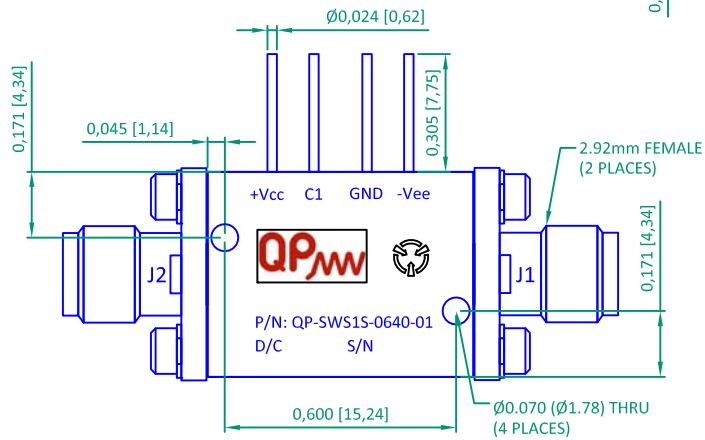 0,
Ø0,024 [0,62]
0,171 [4,34]
0,045 [1,14]
0,305 [7,75]
2.92mm FEMALE
(2 PLACES)
+Vcc C1 GND -Vee
QPMW
J2
J1
0,171 [4,34]
P/N: QP-SWS1S-0640-01
D/C S/N
0,600 [15,24]
Ø0.070 (Ø1.78) THRU
(4 PLACES)